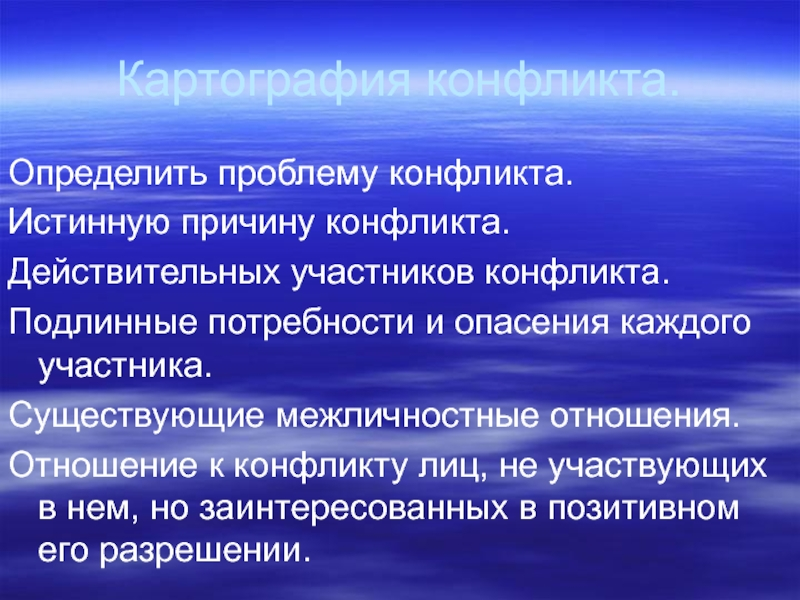 Картография конфликта.
Определить проблему конфликта.
Истинную причину конфликта.
Действительных участников конфликта.
Подлинные потребности и опасения каждого
участника.
Существующие межличностные отношения.
Отношение к конфликту лиц, не участвующих
в нем, но заинтересованных в позитивном
его разрешении.